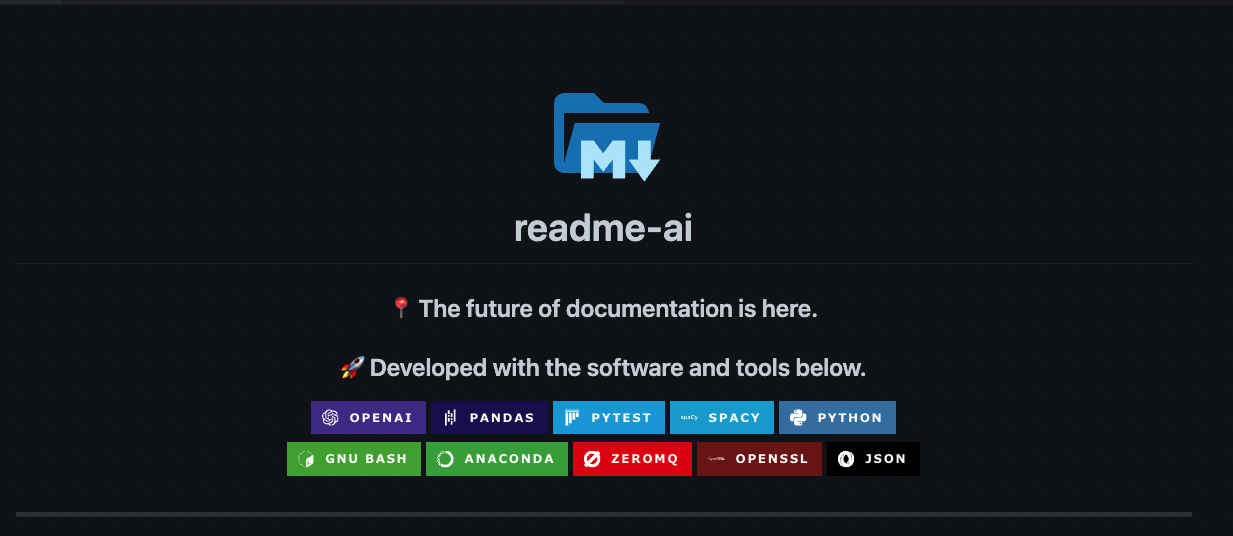 M
readme-ai
📍 The future of documentation is here.
🚀 Developed with the software and tools below.
OPENAI PANDAS PYTEST spaCy SPACY PYTHON
GNU BASH ANACONDA ZEROMQ OPENSSL JSON